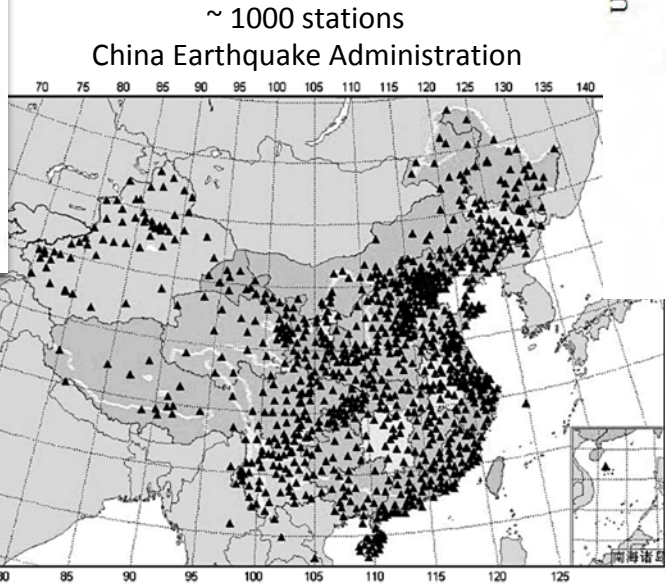 ~ 1000 stations
China Earthquake Administration
70 75 80 85 90 95 100 105 110 115 120 125 130 135 140
80 85 90 95 100 105 110 115 120 125
南海诸岛